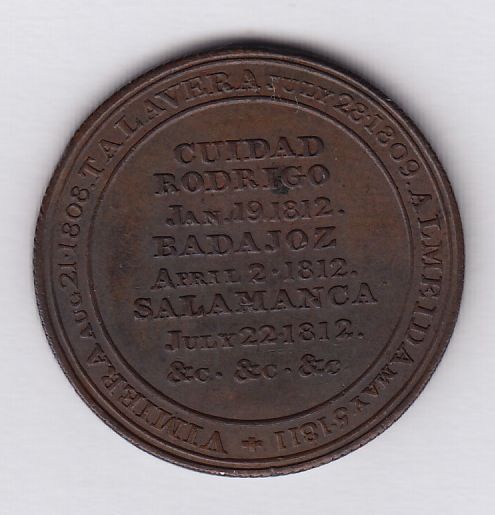 VIMIERA AUG. 21 · 1808. TALAVERA JULY 28 · 1809. ALMEIDA MAY 5 1811 +
CUIDAD
RODRIGO
JAN. 19. 1812.
BADAJOZ
APRIL 2 · 1812.
SALAMANCA
JULY 22 · 1812.
&c. &c. &c